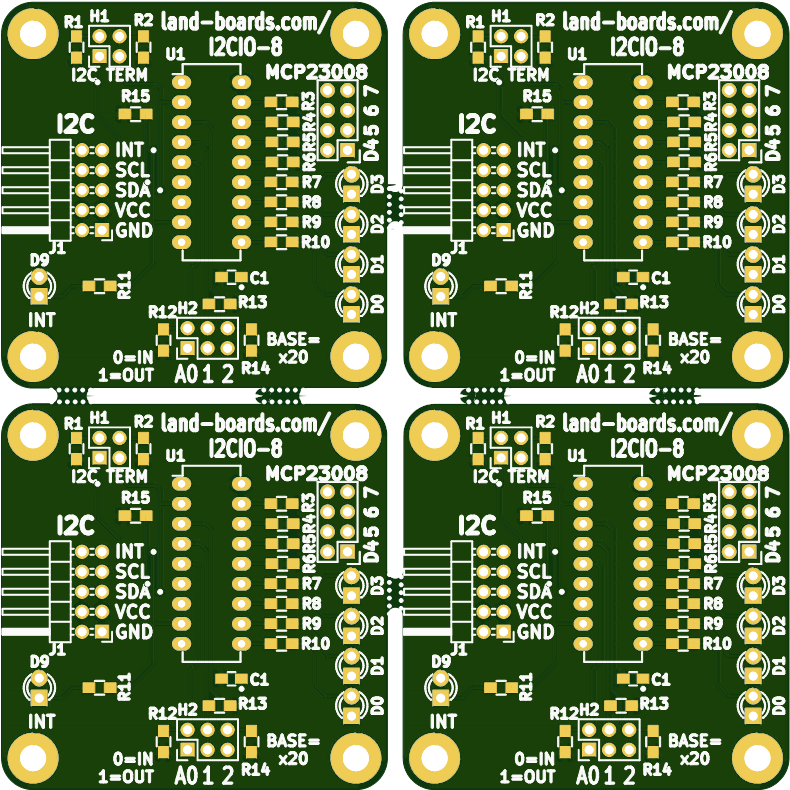 R1 H1 R2 land-boards.com/
I2CIO-8
U1
I2C TERM MCP23008
R15 R3 7
I2C R4 6
R5 5
INT R6 D4
SCL
SDA R7 D3
VCC R8
GND R9 D2
J1 R10
D9 C1 D1
R11 R13 D0
INT R12 H2
BASE=
0=IN x20
1=OUT A0 1 2 R14
R1 H1 R2 land-boards.com/
I2CIO-8
U1
I2C TERM MCP23008
R15 R3 7
I2C R4 6
R5 5
INT R6 D4
SCL
SDA R7 D3
VCC R8
GND R9 D2
J1 R10
D9 C1 D1
R11 R13 D0
INT R12 H2
BASE=
0=IN x20
1=OUT A0 1 2 R14
R1 H1 R2 land-boards.com/
I2CIO-8
U1
I2C TERM MCP23008
R15 R3 7
I2C R4 6
R5 5
INT R6 D4
SCL
SDA R7 D3
VCC R8
GND R9 D2
J1 R10
D9 C1 D1
R11 R13 D0
INT R12 H2
BASE=
0=IN x20
1=OUT A0 1 2 R14
R1 H1 R2 land-boards.com/
I2CIO-8
U1
I2C TERM MCP23008
R15 R3 7
I2C R4 6
R5 5
INT R6 D4
SCL
SDA R7 D3
VCC R8
GND R9 D2
J1 R10
D9 C1 D1
R11 R13 D0
INT R12 H2
BASE=
0=IN x20
1=OUT A0 1 2 R14